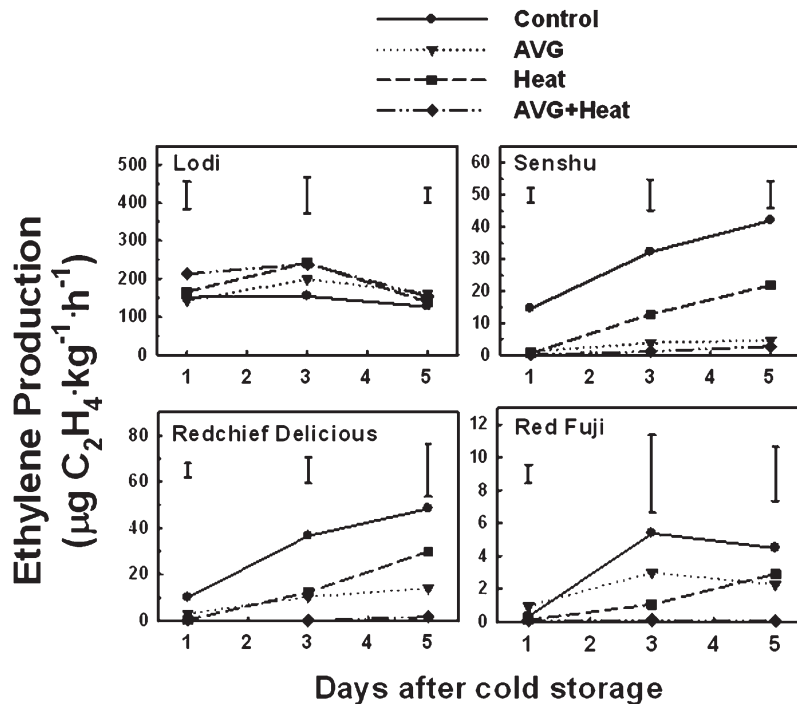 Control
AVG
Heat
AVG+Heat
Ethylene Production
(µg C₂H₄·kg⁻¹·h⁻¹)
Lodi
500
400
300
200
100
0
1 2 3 4 5
Senshu
60
50
40
30
20
10
0
1 2 3 4 5
Redchief Delicious
80
60
40
20
0
1 2 3 4 5
Red Fuji
12
10
8
6
4
2
0
1 2 3 4 5
Days after cold storage